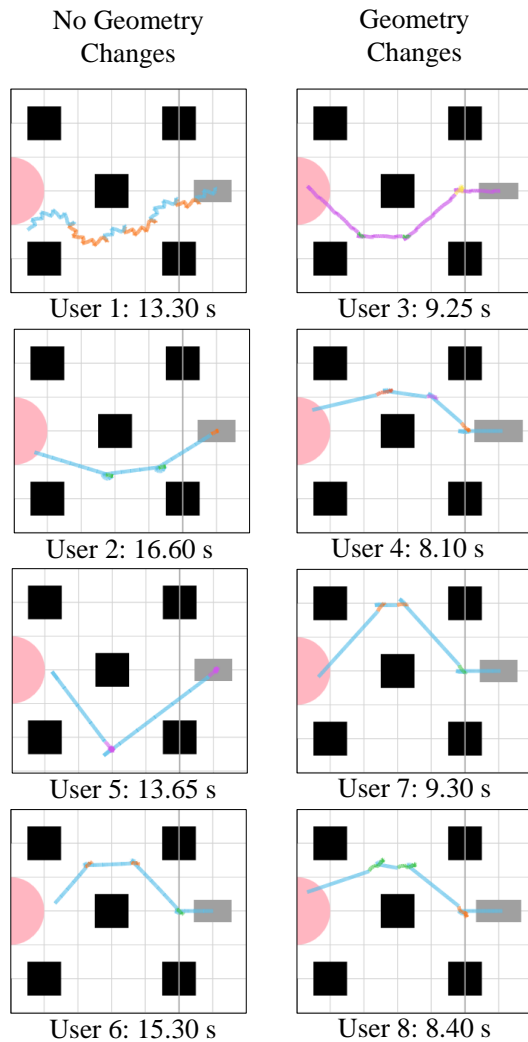 No Geometry
Changes
Geometry
Changes
User 1: 13.30 s
User 3: 9.25 s
User 2: 16.60 s
User 4: 8.10 s
User 5: 13.65 s
User 7: 9.30 s
User 6: 15.30 s
User 8: 8.40 s